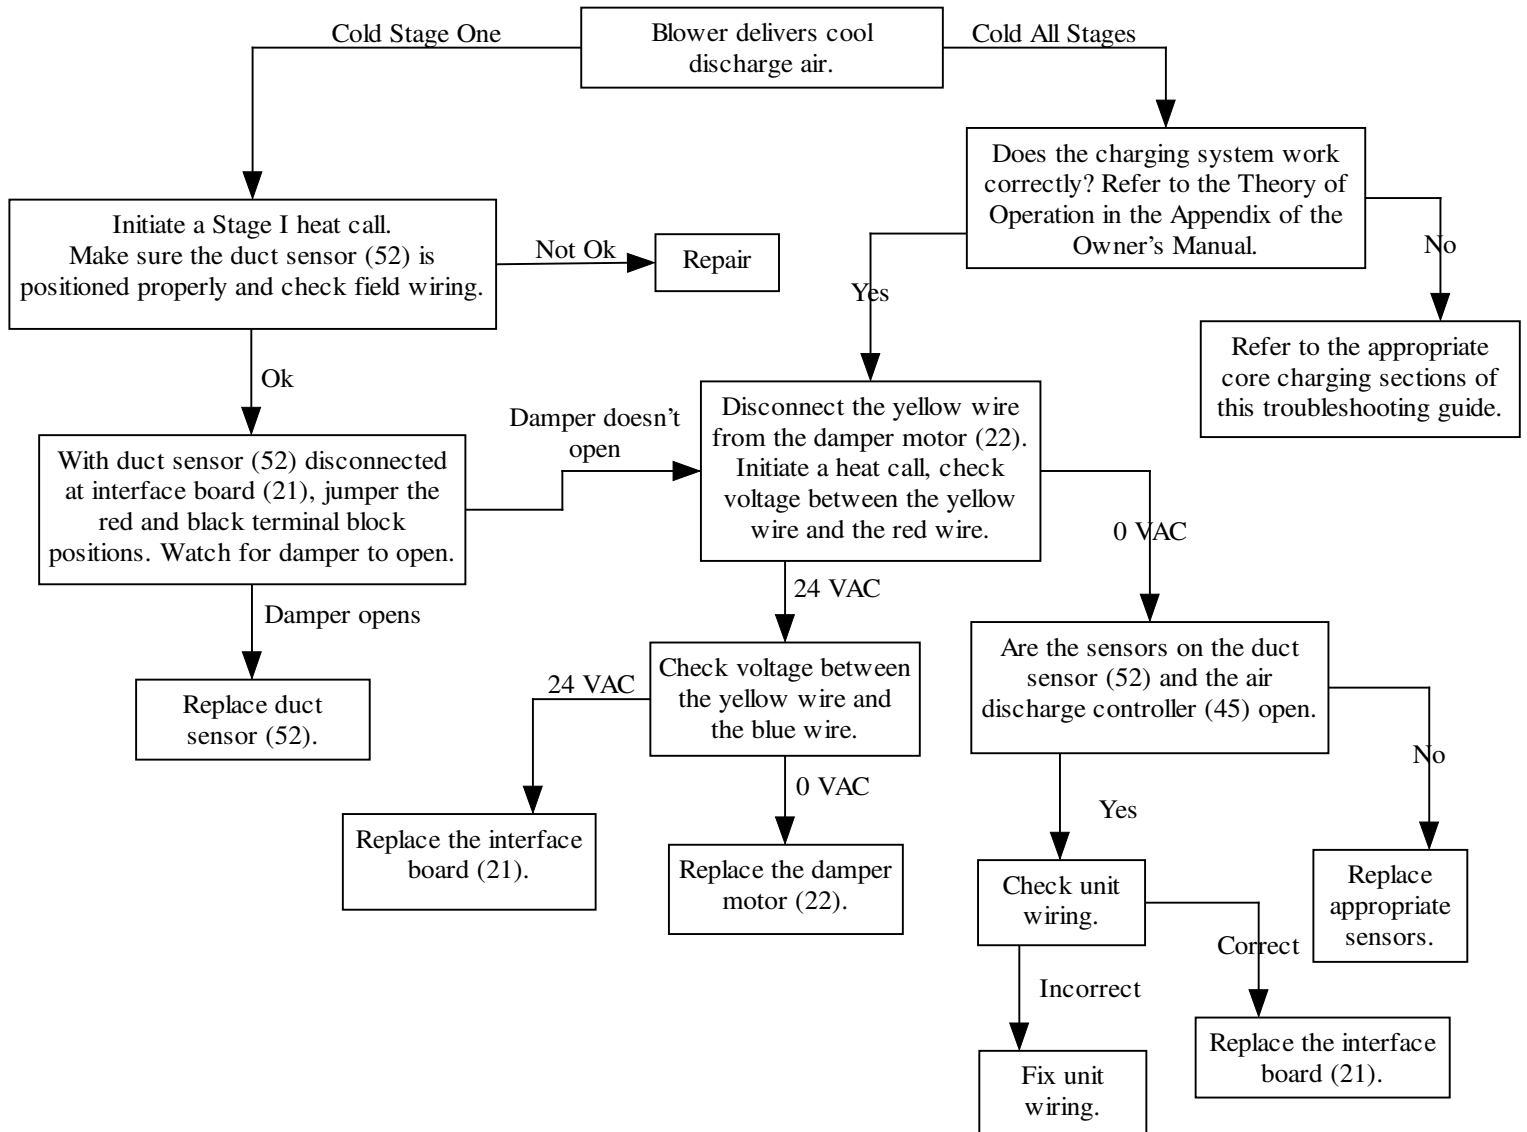 Cold Stage One
Blower delivers cool
discharge air.
Cold All Stages
Does the charging system work
correctly? Refer to the Theory of
Operation in the Appendix of the
Owner's Manual.
Initiate a Stage I heat call.
Make sure the duct sensor (52) is
positioned properly and check field wiring.
Not Ok
Repair
No
Yes
Refer to the appropriate
core charging sections of
this troubleshooting guide.
Ok
Damper doesn't
open
Disconnect the yellow wire
from the damper motor (22).
Initiate a heat call, check
voltage between the yellow
wire and the red wire.
With duct sensor (52) disconnected
at interface board (21), jumper the
red and black terminal block
positions. Watch for damper to open.
0 VAC
24 VAC
Damper opens
Are the sensors on the duct
sensor (52) and the air
discharge controller (45) open.
Check voltage between
the yellow wire and
the blue wire.
24 VAC
Replace duct
sensor (52).
No
0 VAC
Yes
Replace the interface
board (21).
Replace the damper
motor (22).
Check unit
wiring.
Replace
appropriate
sensors.
Correct
Incorrect
Replace the interface
board (21).
Fix unit
wiring.